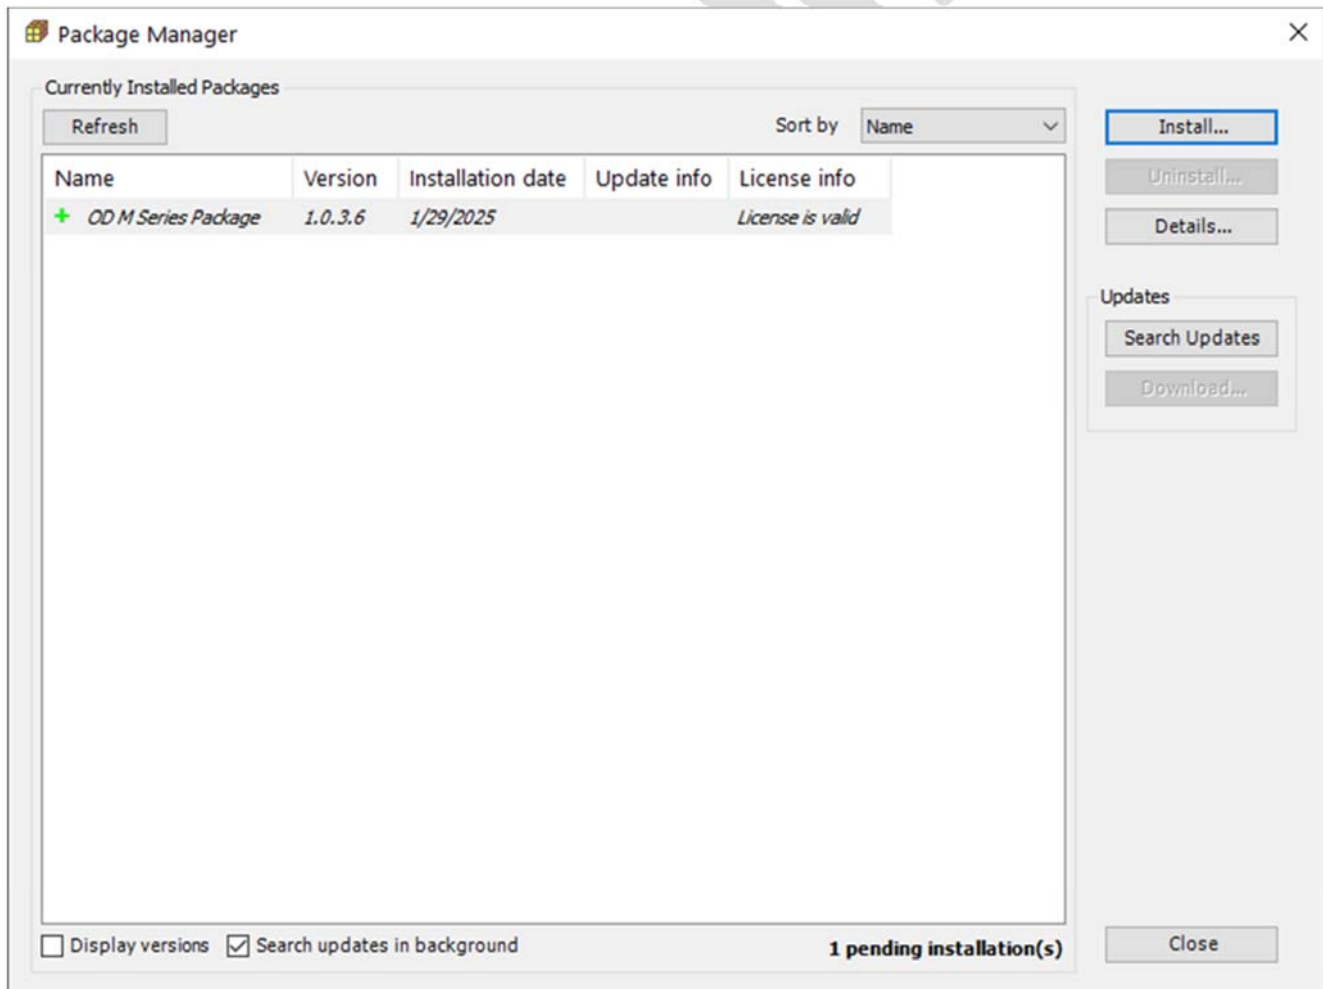 Package Manager
Currently Installed Packages
Refresh
Sort by Name
Install...
Name Version Installation date Update info License info
Uninstall...
+ OD M Series Package 1.0.3.6 1/29/2025 License is valid
Details...
Updates
Search Updates
Download...
Display versions Search updates in background 1 pending installation(s)
Close